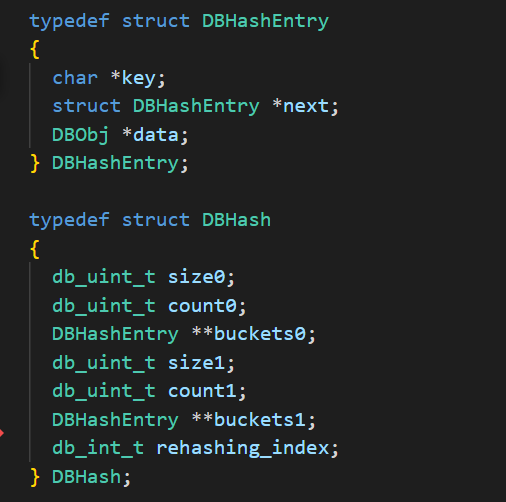 typedef struct DBHashEntry
{
  char *key;
  struct DBHashEntry *next;
  DBObj *data;
} DBHashEntry;

typedef struct DBHash
{
  db_uint_t size0;
  db_uint_t count0;
  DBHashEntry **buckets0;
  db_uint_t size1;
  db_uint_t count1;
  DBHashEntry **buckets1;
  db_int_t rehashing_index;
} DBHash;